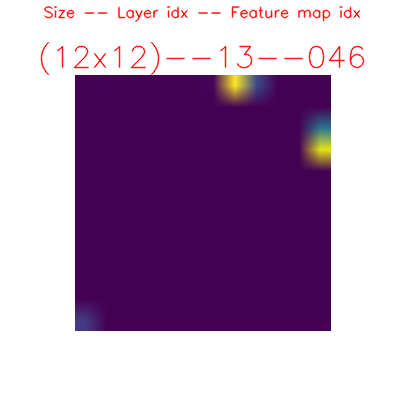 Size -- Layer idx -- Feature map idx
(12x12)--13--046